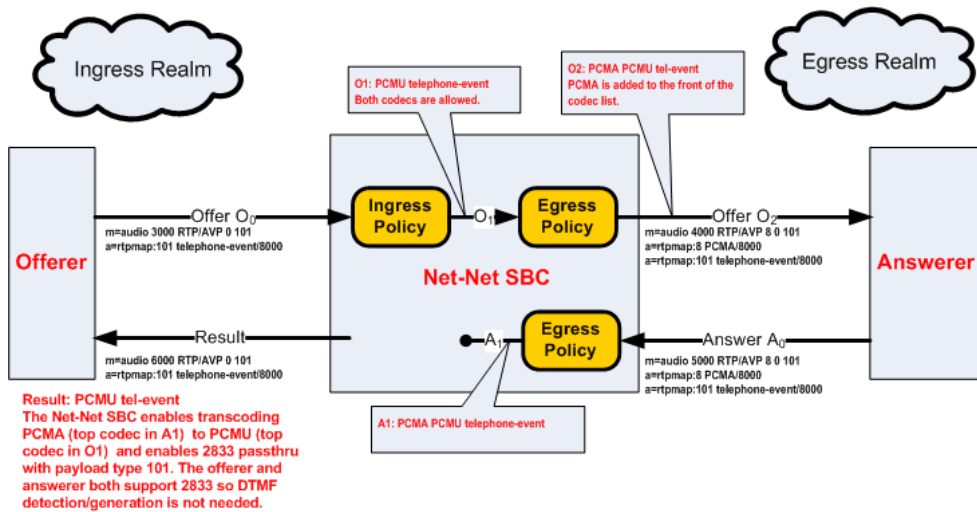 Ingress Realm
Egress Realm
O1: PCMU telephone-event
Both codecs are allowed.
O2: PCMA PCMU tel-event
PCMA is added to the front of the
codec list.
Offerer
Offer O0
m=audio 3000 RTP/AVP 0 101
a=rtpmap:101 telephone-event/8000
Ingress
Policy
O1
Egress
Policy
Offer O2
m=audio 4000 RTP/AVP 8 0 101
a=rtpmap:8 PCMA/8000
a=rtpmap:101 telephone-event/8000
Answerer
Net-Net SBC
Result
m=audio 6000 RTP/AVP 0 101
a=rtpmap:101 telephone-event/8000
A1
Egress
Policy
Answer A0
m=audio 5000 RTP/AVP 8 0 101
a=rtpmap:8 PCMA/8000
a=rtpmap:101 telephone-event/8000
A1: PCMA PCMU telephone-event
Result: PCMU tel-event
The Net-Net SBC enables transcoding
PCMA (top codec in A1) to PCMU (top
codec in O1) and enables 2833 passthru
with payload type 101. The offerer and
answerer both support 2833 so DTMF
detection/generation is not needed.